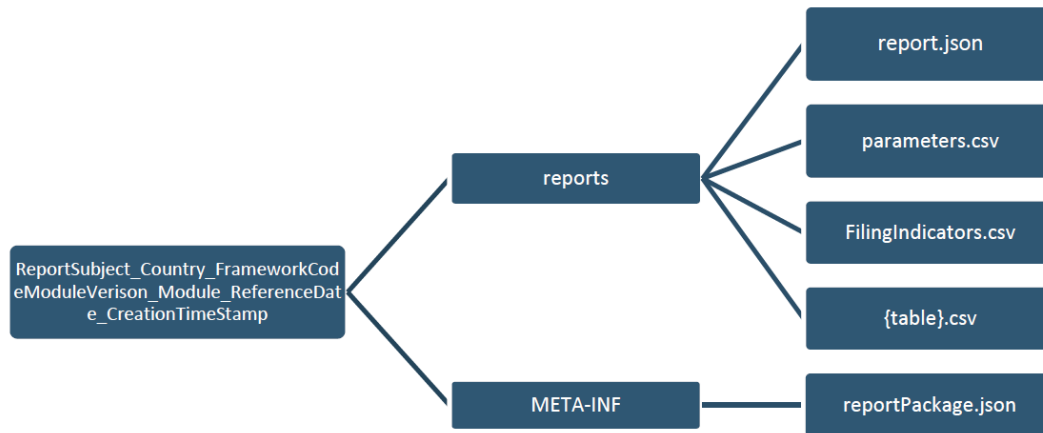 report.json
parameters.csv
reports
FilingIndicators.csv
ReportSubject_Country_FrameworkCod
eModuleVerison_Module_ReferenceDat
e_CreationTimeStamp
{table}.csv
META-INF
reportPackage.json